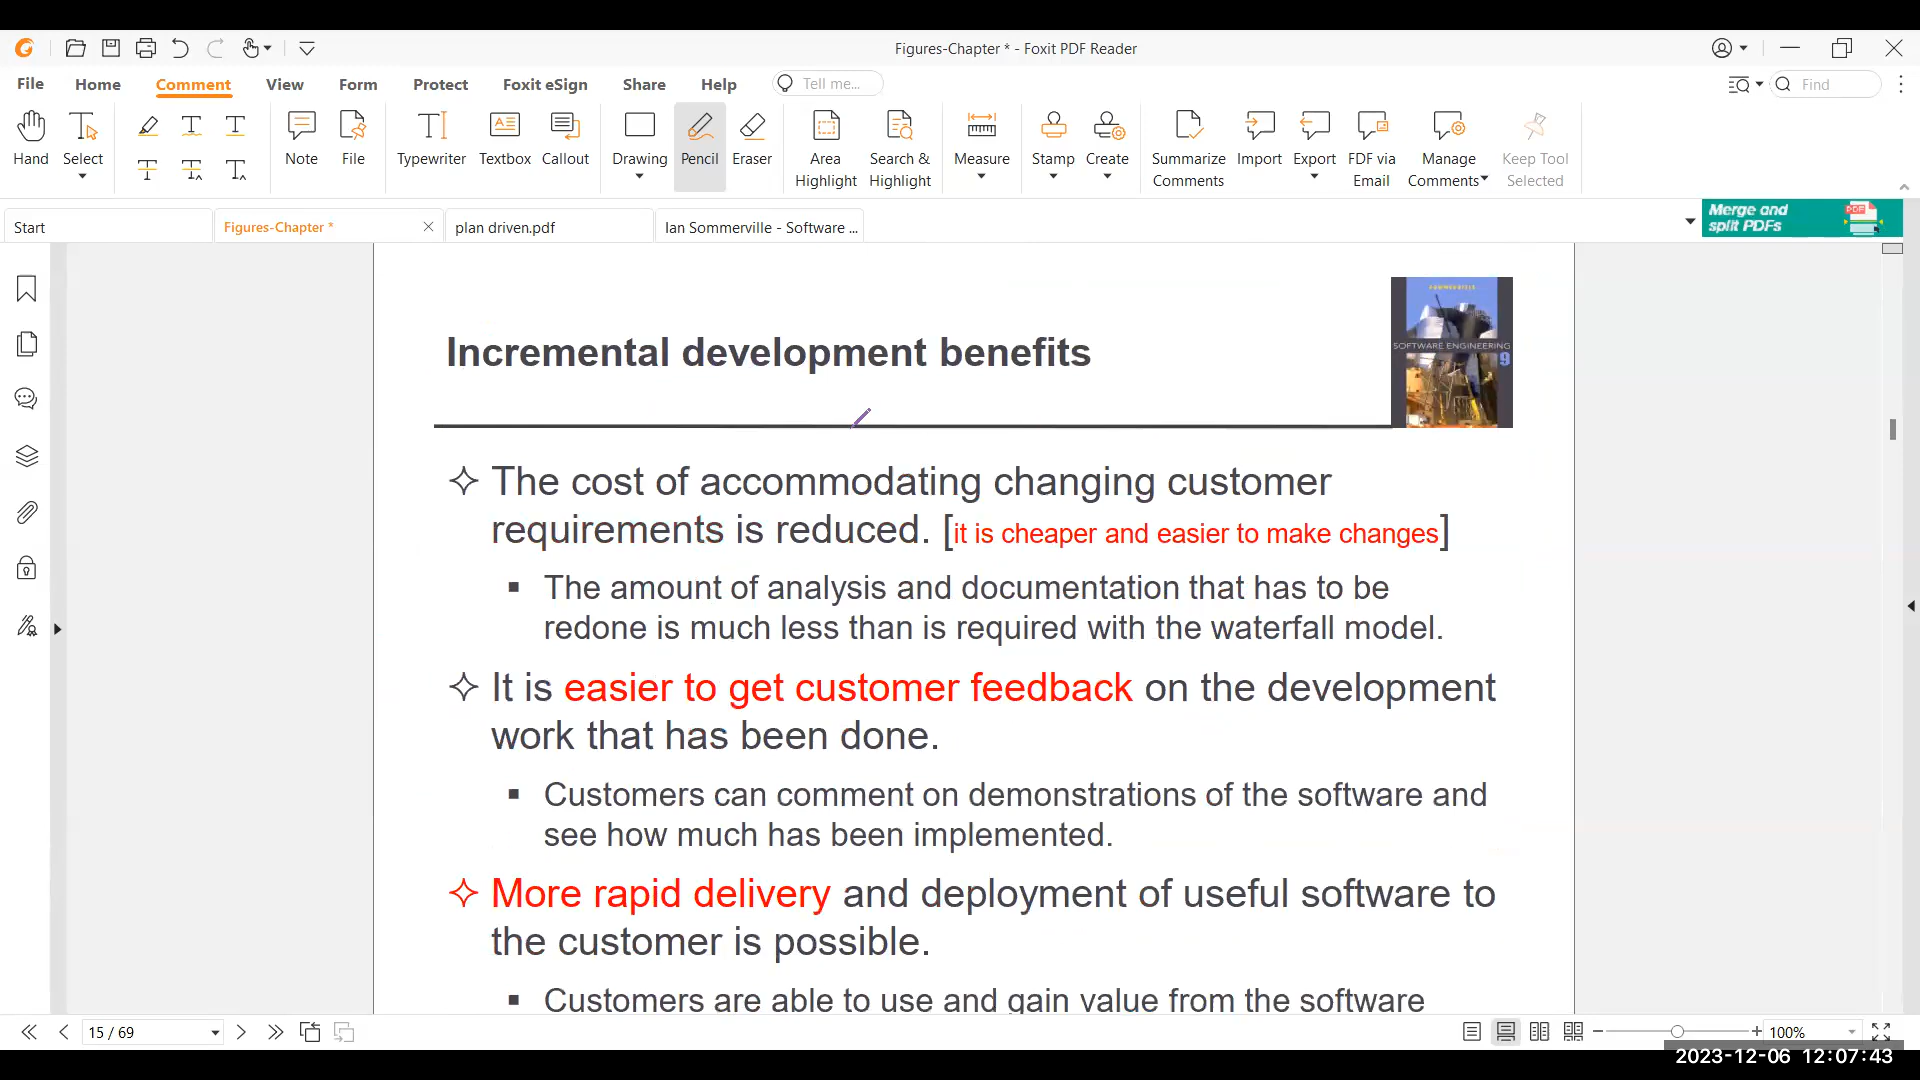 Figures-Chapter * - Foxit PDF Reader
File Home Comment View Form Protect Foxit eSign Share Help Tell me... Find
Hand Select Note File Typewriter Textbox Callout Drawing Pencil Eraser Area Highlight Search & Highlight Measure Stamp Create Summarize Comments Import Export FDF via Email Manage Comments Keep Tool Selected
Start Figures-Chapter * plan driven.pdf Ian Sommerville - Software ...
Merge and
split PDFs
PDF
Incremental development benefits
SOMMERVILLE
SOFTWARE ENGINEERING
9
The cost of accommodating changing customer
requirements is reduced. [it is cheaper and easier to make changes]
The amount of analysis and documentation that has to be
redone is much less than is required with the waterfall model.
It is easier to get customer feedback on the development
work that has been done.
Customers can comment on demonstrations of the software and
see how much has been implemented.
More rapid delivery and deployment of useful software to
the customer is possible.
Customers are able to use and gain value from the software
15 / 69 100%
2023-12-06 12:07:43